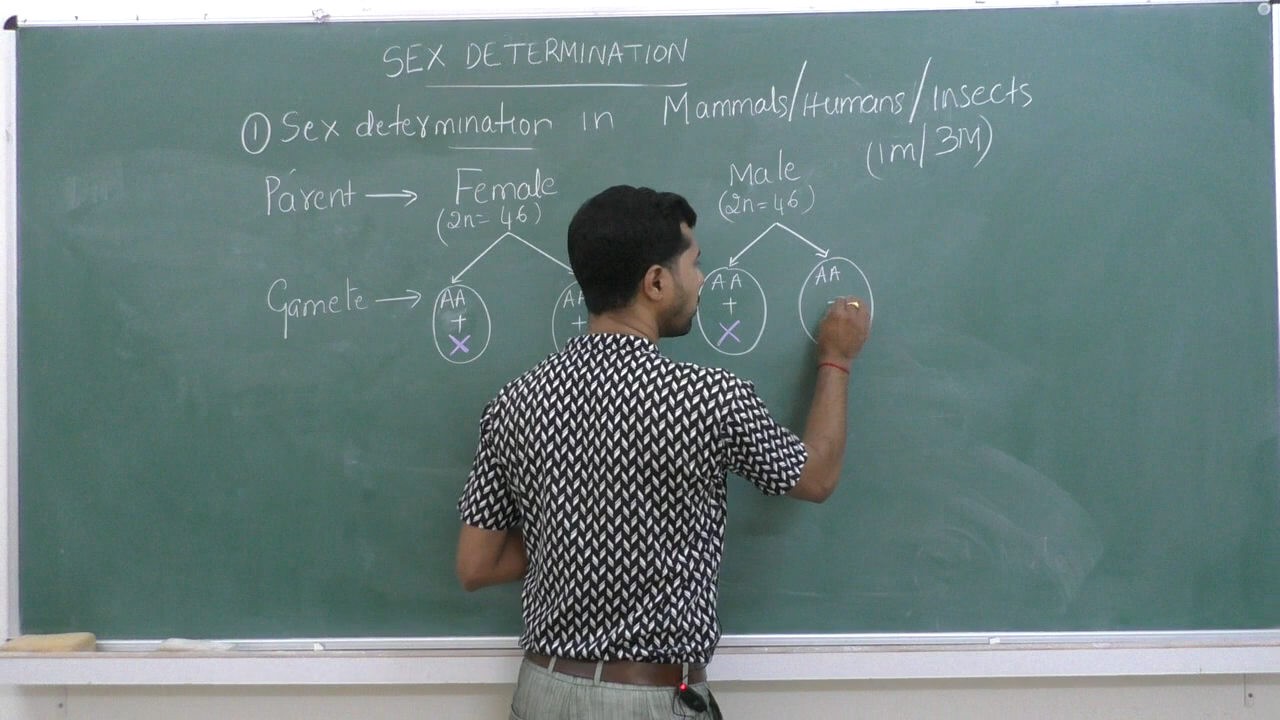 SEX DETERMINATION
① Sex determination in Mammals/Humans/Insects
(1m/3M)
Parent → Female Male
(2n=46) (2n=46)
Gamete → AA AA AA AA
+ + +
X X